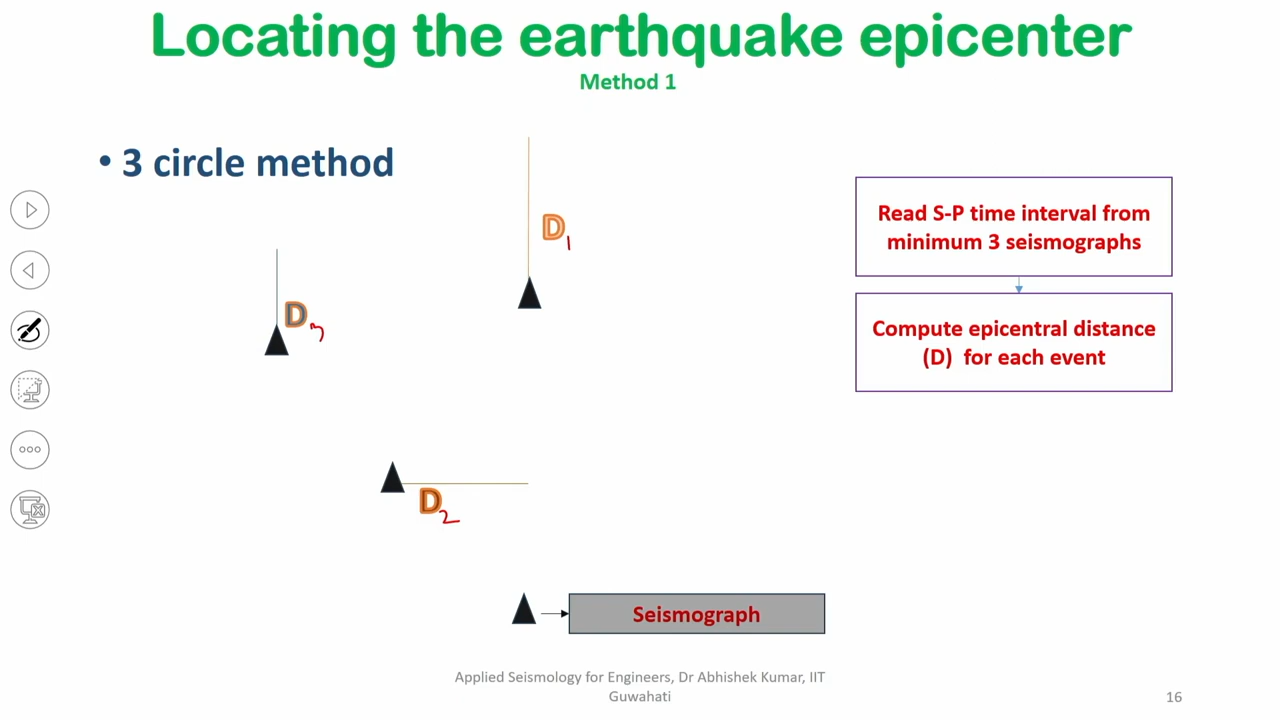 Locating the earthquake epicenter
Method 1
• 3 circle method
D1
D3
D2
Read S-P time interval from
minimum 3 seismographs
Compute epicentral distance
(D) for each event
Seismograph
Applied Seismology for Engineers, Dr Abhishek Kumar, IIT
Guwahati
16